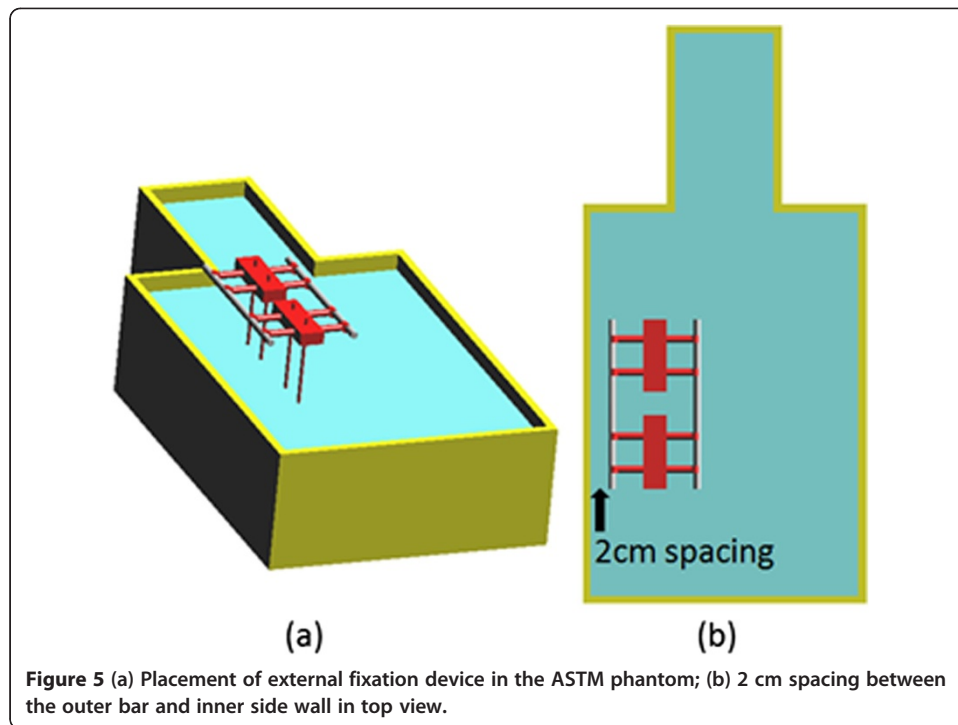 2cm spacing
(a)
(b)
Figure 5 (a) Placement of external fixation device in the ASTM phantom; (b) 2 cm spacing between
the outer bar and inner side wall in top view.